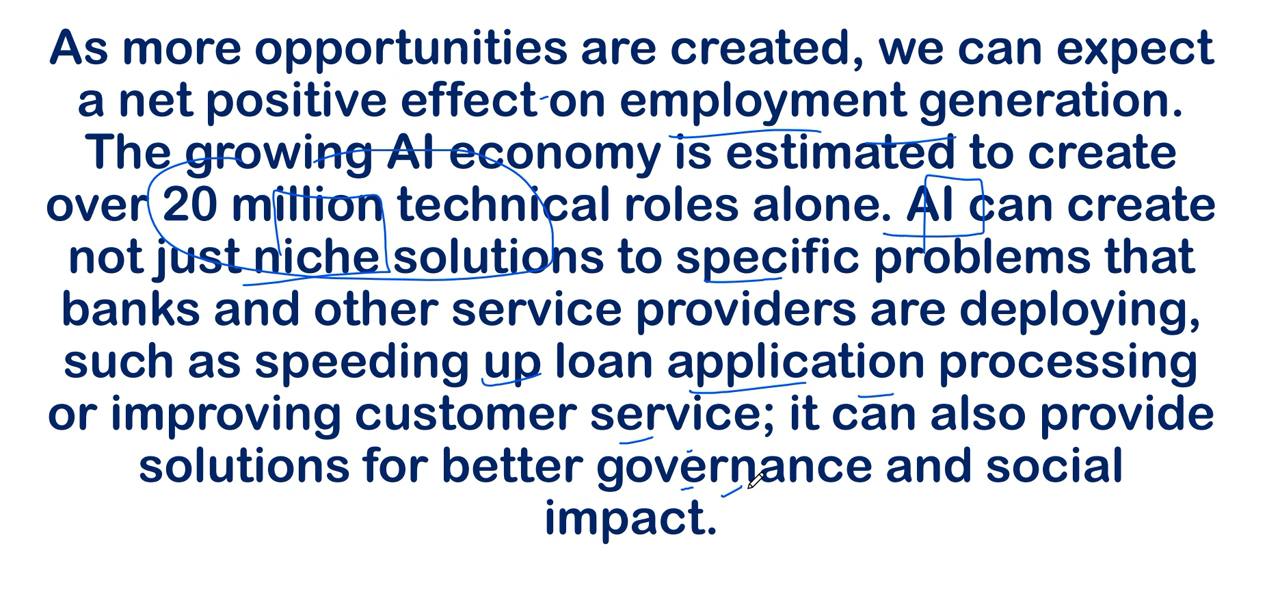 As more opportunities are created, we can expect
a net positive effect on employment generation.
The growing AI economy is estimated to create
over 20 million technical roles alone. AI can create
not just niche solutions to specific problems that
banks and other service providers are deploying,
such as speeding up loan application processing
or improving customer service; it can also provide
solutions for better governance and social
impact.